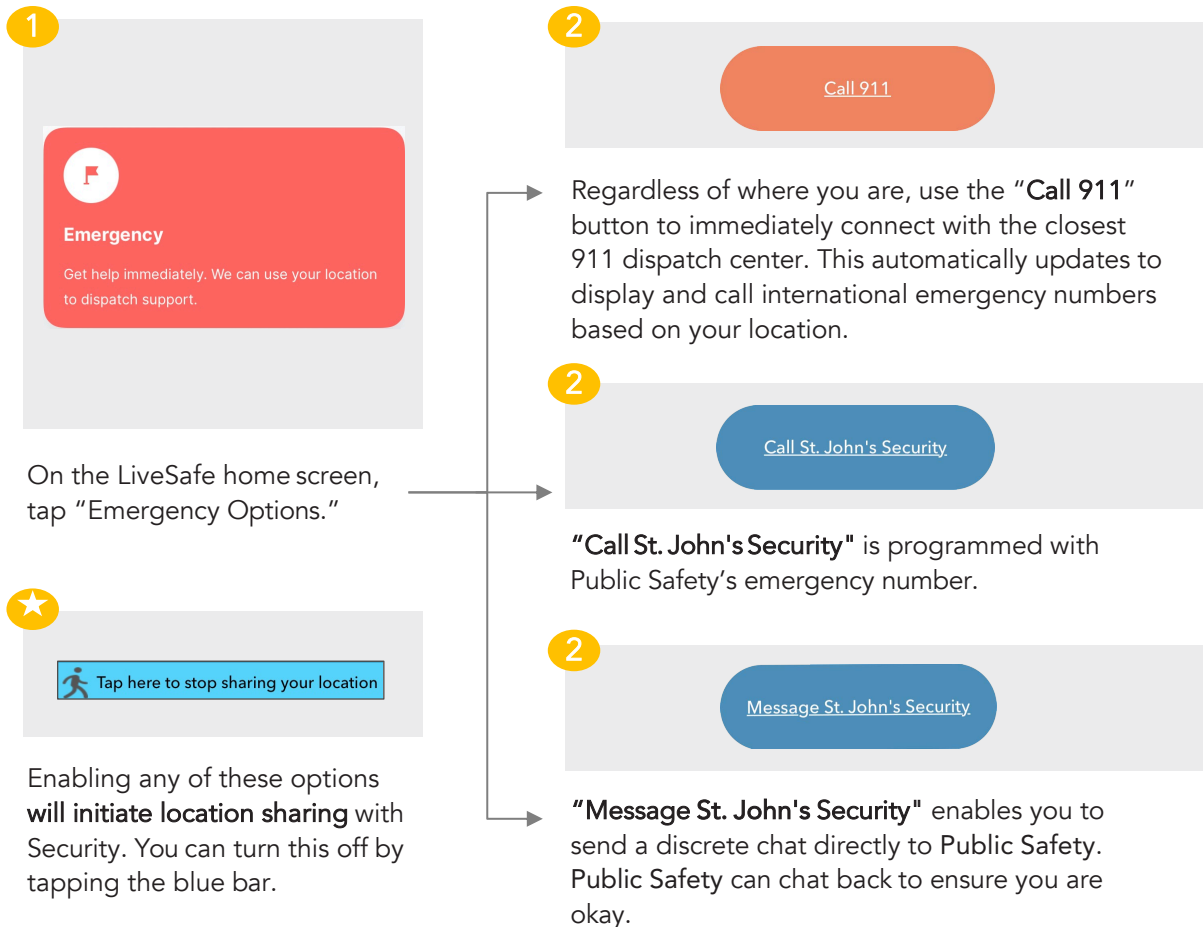 1
Emergency
Get help immediately. We can use your location
to dispatch support.
On the LiveSafe home screen,
tap “Emergency Options.”
Tap here to stop sharing your location
Enabling any of these options
will initiate location sharing with
Security. You can turn this off by
tapping the blue bar.
2
Call 911
Regardless of where you are, use the “Call 911”
button to immediately connect with the closest
911 dispatch center. This automatically updates to
display and call international emergency numbers
based on your location.
2
Call St. John's Security
“Call St. John's Security" is programmed with
Public Safety’s emergency number.
2
Message St. John's Security
“Message St. John's Security" enables you to
send a discrete chat directly to Public Safety.
Public Safety can chat back to ensure you are
okay.